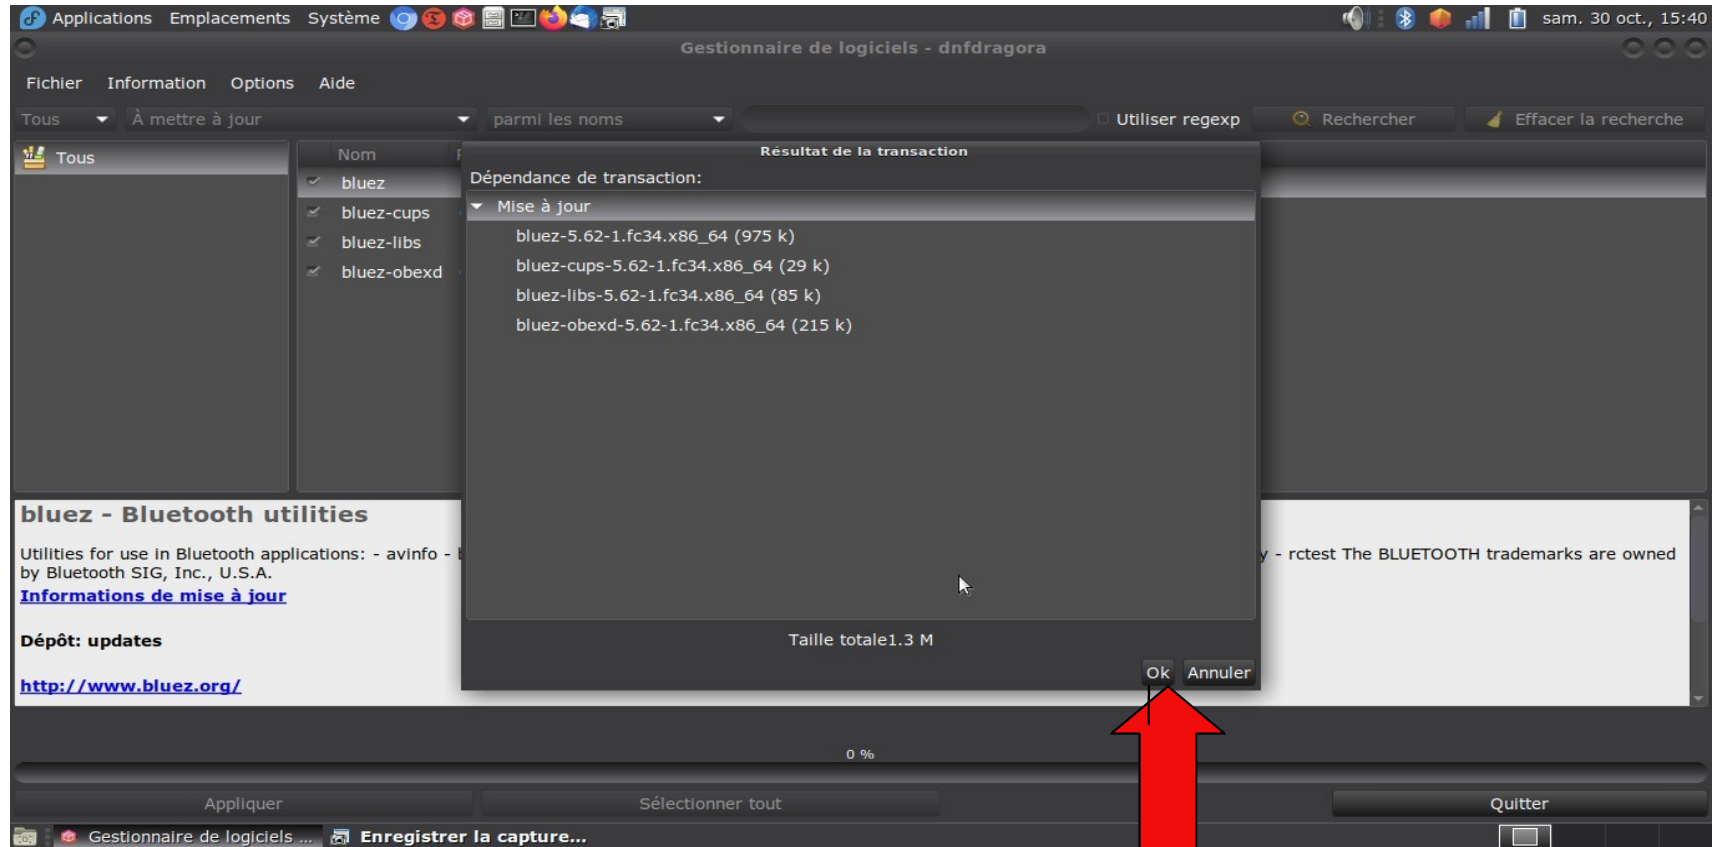 Applications Emplacements Système sam. 30 oct., 15:40
Gestionnaire de logiciels - dnfdragora
Fichier Information Options Aide
Tous À mettre à jour parmi les noms Utiliser regexp Rechercher Effacer la recherche
Tous
Nom
bluez
bluez-cups
bluez-libs
bluez-obexd
Résultat de la transaction
Dépendance de transaction:
Mise à jour
bluez-5.62-1.fc34.x86_64 (975 k)
bluez-cups-5.62-1.fc34.x86_64 (29 k)
bluez-libs-5.62-1.fc34.x86_64 (85 k)
bluez-obexd-5.62-1.fc34.x86_64 (215 k)
Taille totale1.3 M
Ok Annuler
bluez - Bluetooth utilities
Utilities for use in Bluetooth applications: - avinfo - - rctest The BLUETOOTH trademarks are owned
by Bluetooth SIG, Inc., U.S.A.
Informations de mise à jour
Dépôt: updates
http://www.bluez.org/
0 %
Appliquer Sélectionner tout Quitter
Gestionnaire de logiciels ... Enregistrer la capture...